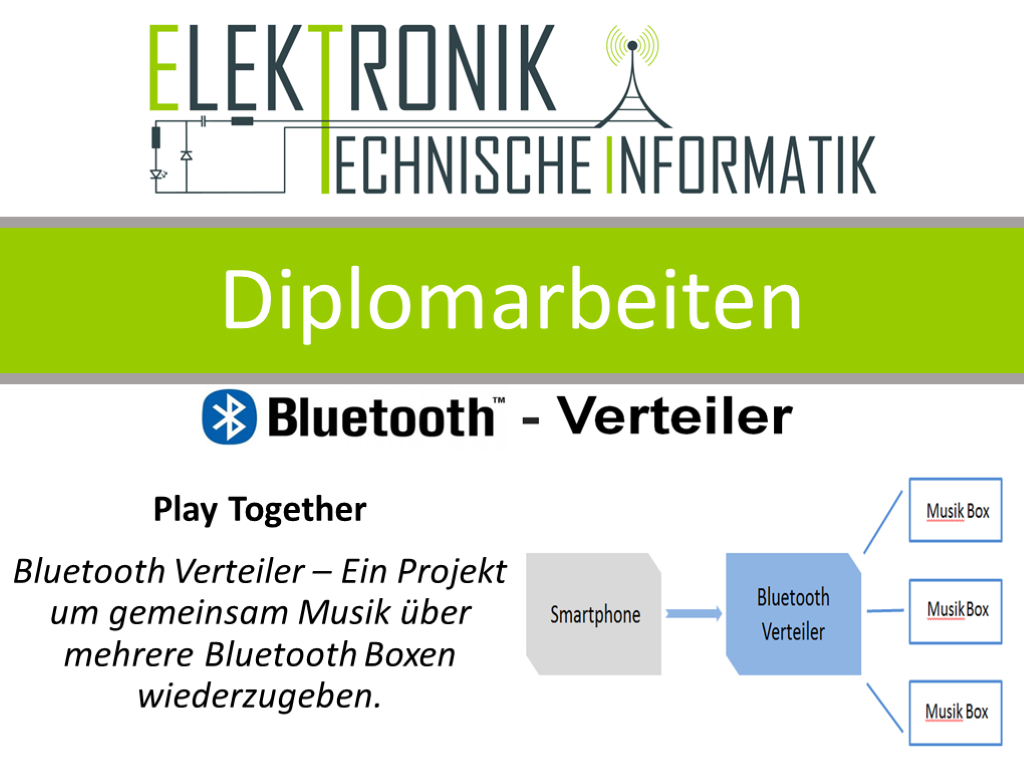 ELEKTRONIK
TECHNISCHE INFORMATIK
Diplomarbeiten
Bluetooth™ - Verteiler
Play Together
Bluetooth Verteiler – Ein Projekt
um gemeinsam Musik über
mehrere Bluetooth Boxen
wiederzugeben.
Smartphone
Bluetooth
Verteiler
Musik Box
Musik Box
Musik Box